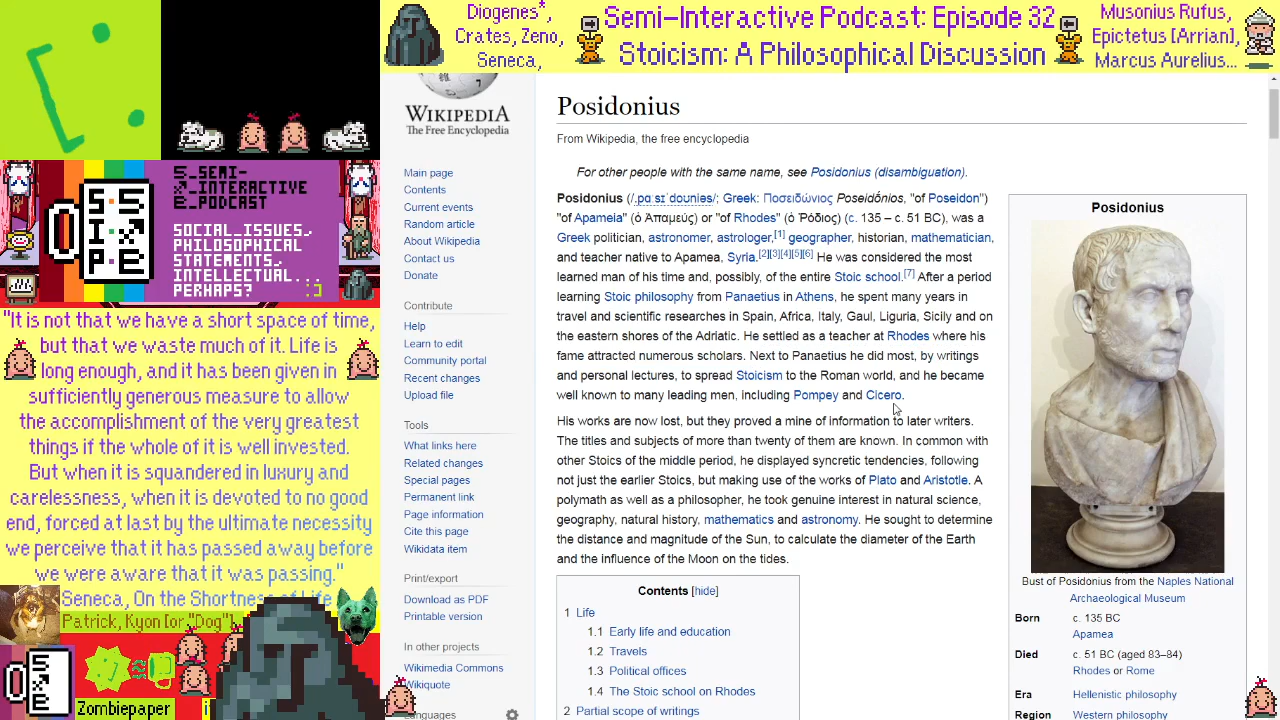 Diogenes*,
Crates, Zeno,
Seneca,
Semi-Interactive Podcast: Episode 32
Stoicism: A Philosophical Discussion
Musonius Rufus,
Epictetus [Arrian],
Marcus Aurelius...
S_SEMI-
_INTERACTIVE
P_PODCAST
SOCIAL ISSUES,
PHILOSOPHICAL
STATEMENTS,
INTELLECTUAL...
PERHAPS? :)
"It is not that we have a short space of time,
but that we waste much of it. Life is
long enough, and it has been given in
sufficiently generous measure to allow
the accomplishment of the very greatest
things if the whole of it is well invested.
But when it is squandered in luxury and
carelessness, when it is devoted to no good
end, forced at last by the ultimate necessity
we perceive that it has passed away before
we were aware that it was passing."
Seneca, On the Shortness of Life
Patrick, Kyon [or "Dog"],
Zombiepaper
WIKIPEDIA
The Free Encyclopedia
Main page
Contents
Current events
Random article
About Wikipedia
Contact us
Donate
Contribute
Help
Learn to edit
Community portal
Recent changes
Upload file
Tools
What links here
Related changes
Special pages
Permanent link
Page information
Cite this page
Wikidata item
Print/export
Download as PDF
Printable version
In other projects
Wikimedia Commons
Wikiquote
Languages
Posidonius
From Wikipedia, the free encyclopedia
For other people with the same name, see Posidonius (disambiguation).
Posidonius (/ˌpɒsɪˈdoʊniəs/; Greek: Ποσειδώνιος Poseidṓnios, "of Poseidon")
"of Apameia" (ὁ Ἀπαμεύς) or "of Rhodes" (ὁ Ῥόδιος) (c. 135 – c. 51 BC), was a
Greek politician, astronomer, astrologer,[1] geographer, historian, mathematician,
and teacher native to Apamea, Syria.[2][3][4][5][6] He was considered the most
learned man of his time and, possibly, of the entire Stoic school.[7] After a period
learning Stoic philosophy from Panaetius in Athens, he spent many years in
travel and scientific researches in Spain, Africa, Italy, Gaul, Liguria, Sicily and on
the eastern shores of the Adriatic. He settled as a teacher at Rhodes where his
fame attracted numerous scholars. Next to Panaetius he did most, by writings
and personal lectures, to spread Stoicism to the Roman world, and he became
well known to many leading men, including Pompey and Cicero.
His works are now lost, but they proved a mine of information to later writers.
The titles and subjects of more than twenty of them are known. In common with
other Stoics of the middle period, he displayed syncretic tendencies, following
not just the earlier Stoics, but making use of the works of Plato and Aristotle. A
polymath as well as a philosopher, he took genuine interest in natural science,
geography, natural history, mathematics and astronomy. He sought to determine
the distance and magnitude of the Sun, to calculate the diameter of the Earth
and the influence of the Moon on the tides.
Contents [hide]
1 Life
1.1 Early life and education
1.2 Travels
1.3 Political offices
1.4 The Stoic school on Rhodes
2 Partial scope of writings
Posidonius
Bust of Posidonius from the Naples National
Archaeological Museum
Born c. 135 BC
Apamea
Died c. 51 BC (aged 83–84)
Rhodes or Rome
Era Hellenistic philosophy
Region Western philosophy